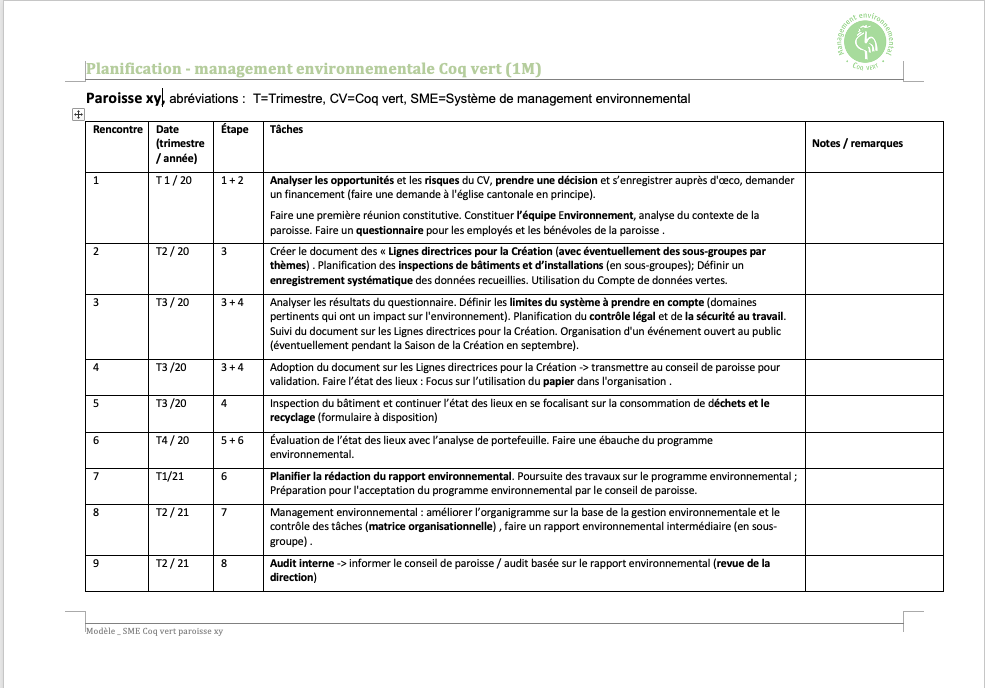 Management environnemental
Coq vert
Planification - management environnementale Coq vert (1M)
Paroisse xy, abréviations : T=Trimestre, CV=Coq vert, SME=Système de management environnemental
Rencontre
Date
(trimestre
/ année)
Étape
Tâches
Notes / remarques
1
T 1 / 20
1 + 2
Analyser les opportunités et les risques du CV, prendre une décision et s'enregistrer auprès d'œco, demander
un financement (faire une demande à l'église cantonale en principe).
Faire une première réunion constitutive. Constituer l'équipe Environnement, analyse du contexte de la
paroisse. Faire un questionnaire pour les employés et les bénévoles de la paroisse .
2
T2 / 20
3
Créer le document des « Lignes directrices pour la Création (avec éventuellement des sous-groupes par
thèmes) . Planification des inspections de bâtiments et d'installations (en sous-groupes); Définir un
enregistrement systématique des données recueillies. Utilisation du Compte de données vertes.
3
T3 / 20
3 + 4
Analyser les résultats du questionnaire. Définir les limites du système à prendre en compte (domaines
pertinents qui ont un impact sur l'environnement). Planification du contrôle légal et de la sécurité au travail.
Suivi du document sur les Lignes directrices pour la Création. Organisation d'un événement ouvert au public
(éventuellement pendant la Saison de la Création en septembre).
4
T3 /20
3 + 4
Adoption du document sur les Lignes directrices pour la Création -> transmettre au conseil de paroisse pour
validation. Faire l'état des lieux : Focus sur l'utilisation du papier dans l'organisation .
5
T3 /20
4
Inspection du bâtiment et continuer l'état des lieux en se focalisant sur la consommation de déchets et le
recyclage (formulaire à disposition)
6
T4 / 20
5 + 6
Évaluation de l'état des lieux avec l'analyse de portefeuille. Faire une ébauche du programme
environnemental.
7
T1/21
6
Planifier la rédaction du rapport environnemental. Poursuite des travaux sur le programme environnemental ;
Préparation pour l'acceptation du programme environnemental par le conseil de paroisse.
8
T2 / 21
7
Management environnemental : améliorer l'organigramme sur la base de la gestion environnementale et le
contrôle des tâches (matrice organisationnelle) , faire un rapport environnemental intermédiaire (en sous-
groupe) .
9
T2 / 21
8
Audit interne -> informer le conseil de paroisse / audit basée sur le rapport environnemental (revue de la
direction)
Modèle _ SME Coq vert paroisse xy